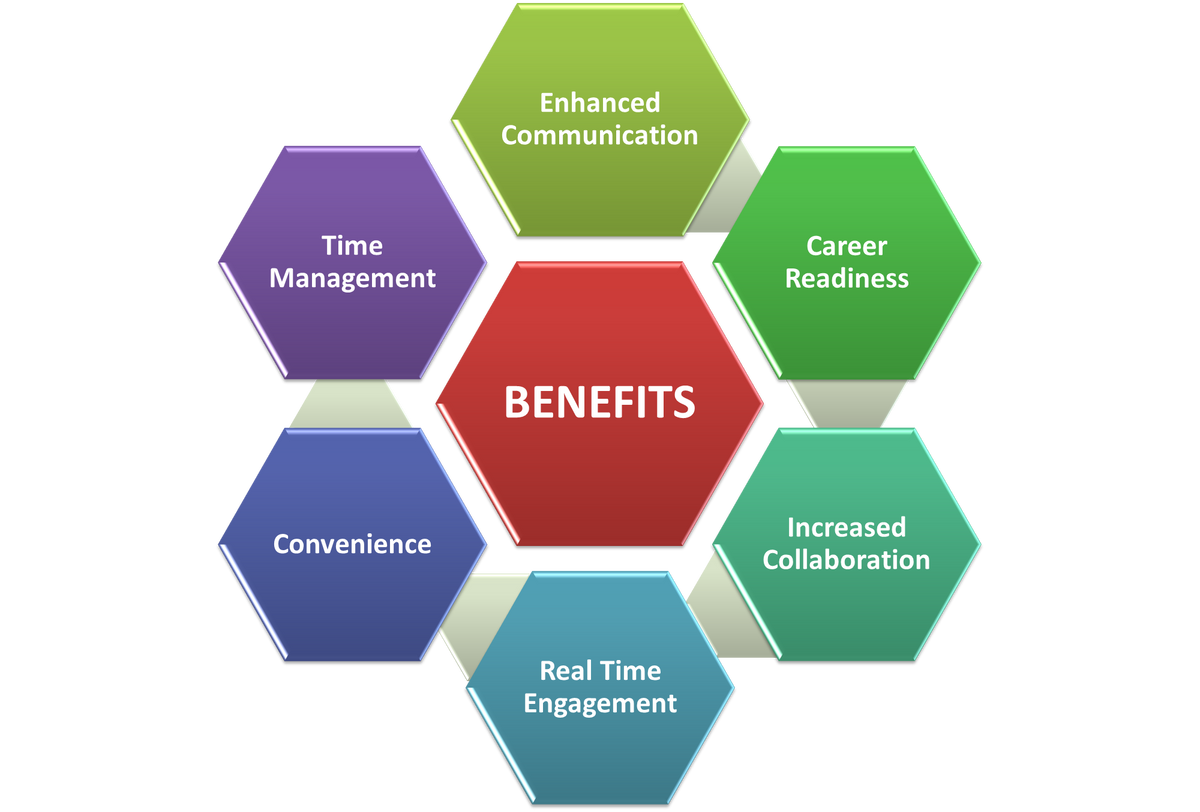 Enhanced
Communication
Career
Readiness
Increased
Collaboration
Real Time
Engagement
Convenience
Time
Management
BENEFITS